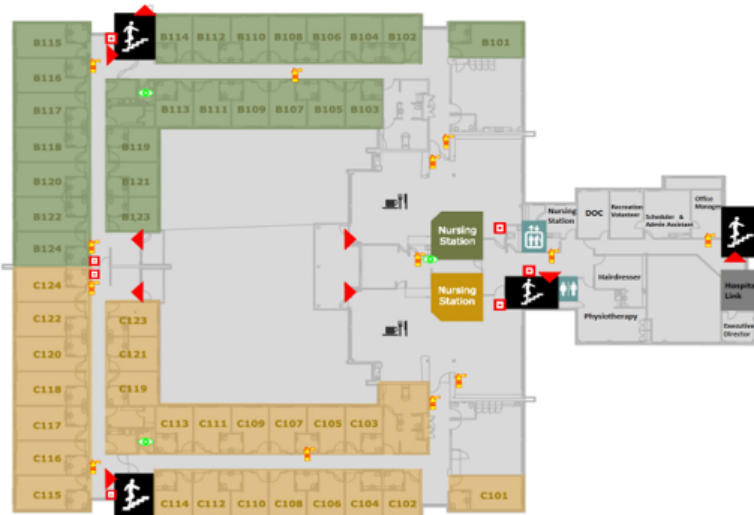 B115
B114
B112
B110
B108
B106
B104
B102
B101
B116
B117
B113
B111
B109
B107
B105
B103
B118
B119
B120
B121
B122
B123
B124
Nursing
Station
Nursing
Station
Nursing
Station
DOC
Recreation
Volunteer
Scheduler &
Admin Assistant
Office
Manager
Hairdresser
Physiotherapy
Hospital
Link
Executive
Director
C124
C122
C123
C120
C121
C118
C119
C117
C113
C111
C109
C107
C105
C103
C116
C115
C114
C112
C110
C108
C106
C104
C102
C101